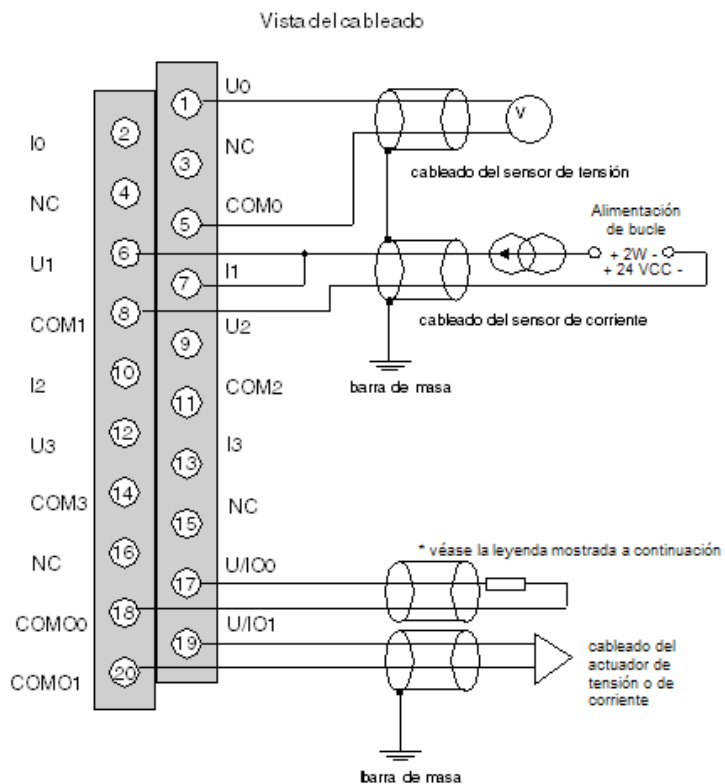 Vista del cableado
U0
1
2
I0
NC
3
V
cableado del sensor de tensión
4
NC
COM0
5
Alimentación
de bucle
6
U1
I1
7
+ 2W -
+ 24 VCC -
8
COM1
U2
9
cableado del sensor de corriente
10
I2
COM2
11
barra de masa
12
U3
I3
13
14
COM3
NC
15
16
NC
* véase la leyenda mostrada a continuación
U/IO0
17
18
COMO0
U/IO1
19
20
COMO1
cableado del
actuador de
tensión o de
corriente
barra de masa